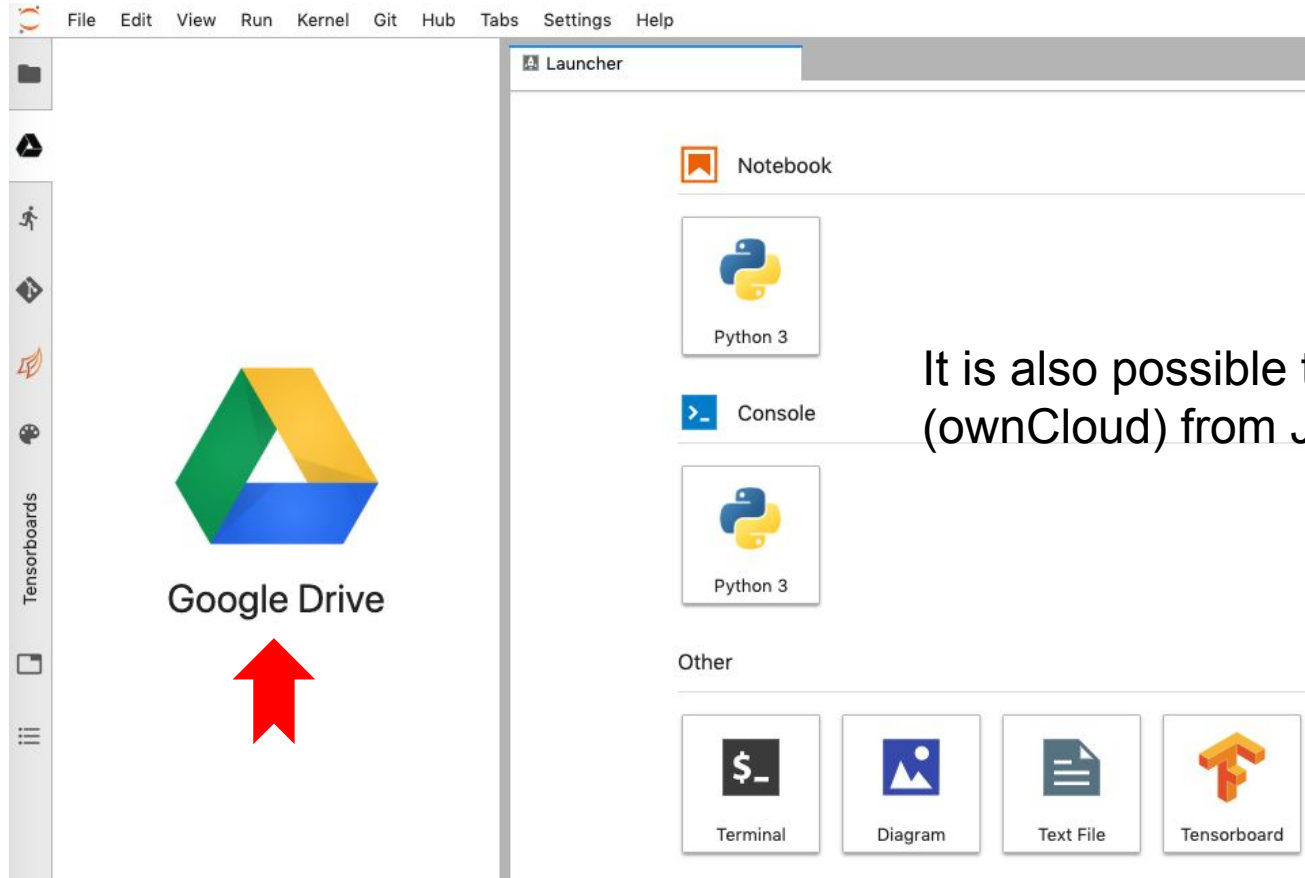 File Edit View Run Kernel Git Hub Tabs Settings Help
Launcher
Tensorboards
Google Drive
Notebook
Python 3
It is also possible
(ownCloud) from J
Console
>_
Python 3
Other
$_
Terminal Diagram Text File Tensorboard